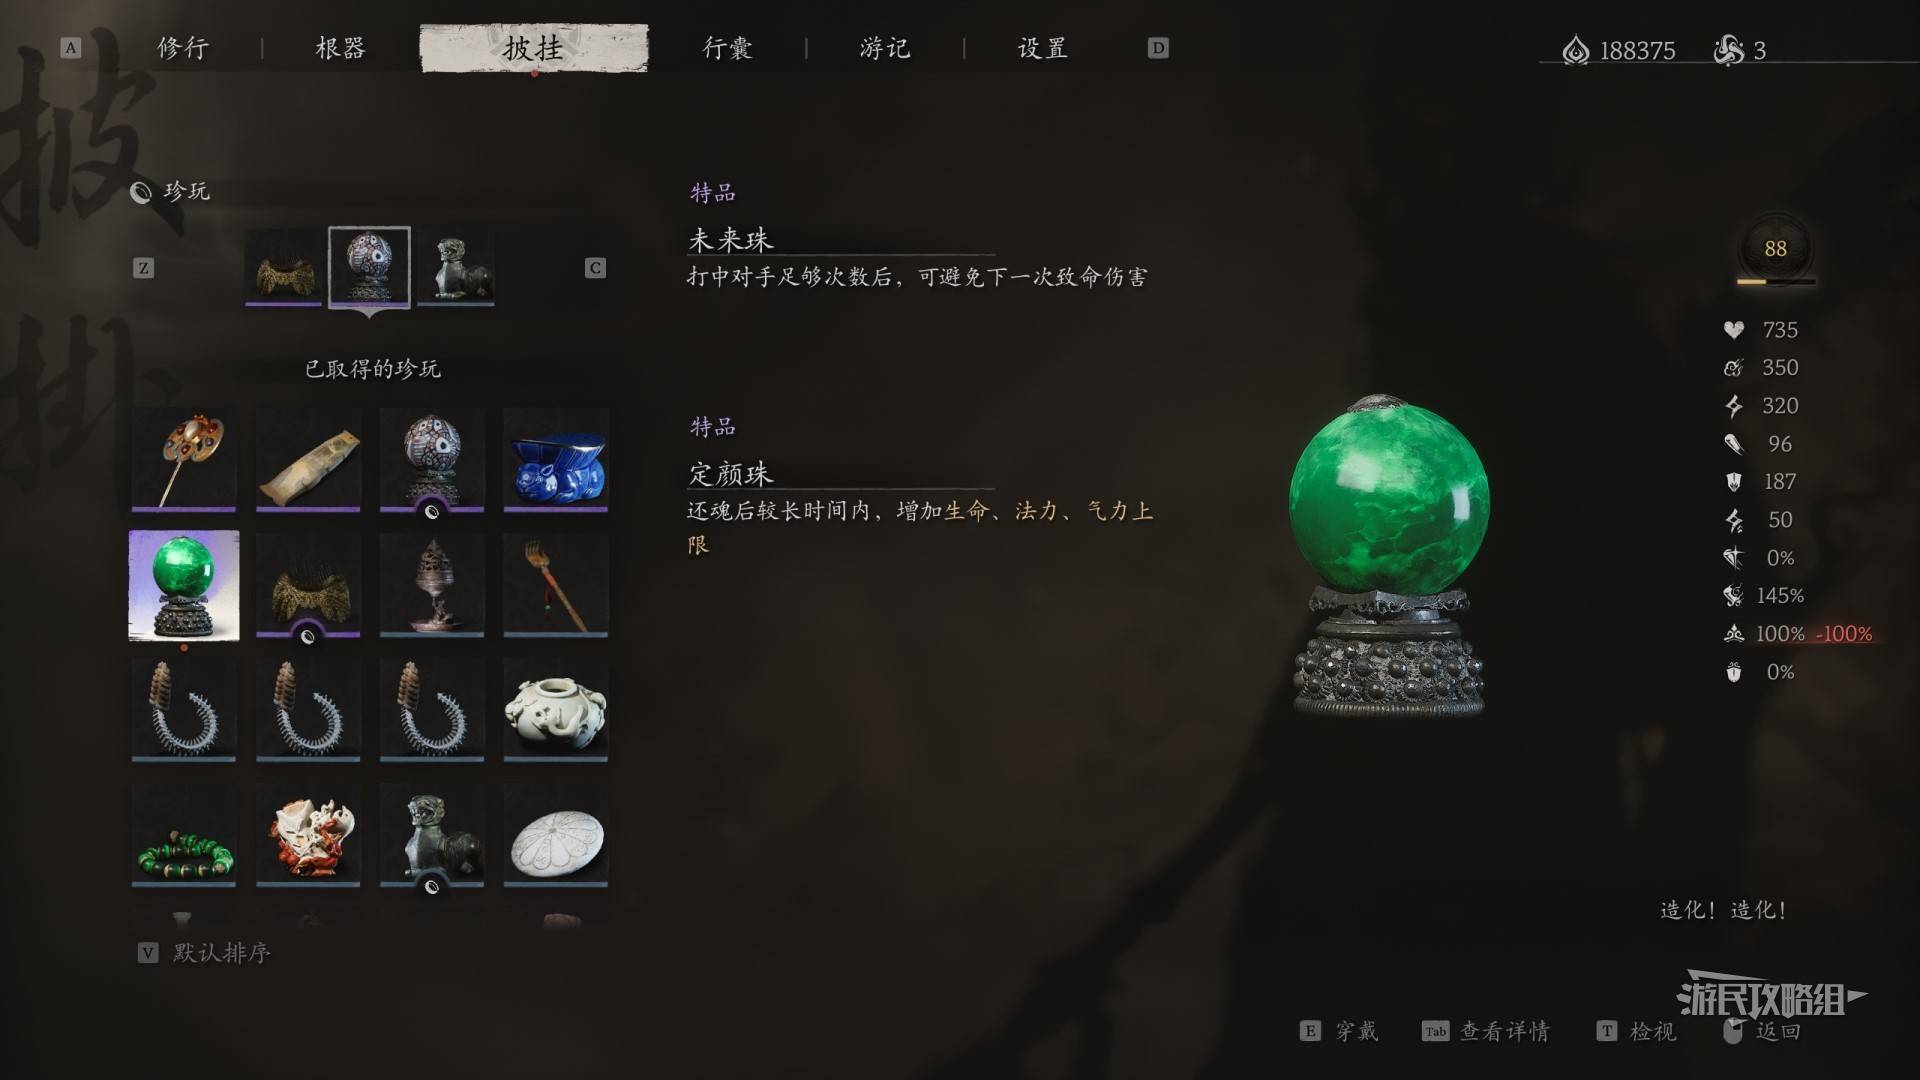 A 修行 根器 披挂 行囊 游记 设置 D 188375 3
披
挂
珍玩
Z C
已取得的珍玩
V 默认排序
特品
未来珠
打中对手足够次数后，可避免下一次致命伤害
特品
定颜珠
还魂后较长时间内，增加生命、法力、气力上
限
88
735
350
320
96
187
50
0%
145%
100% -100%
0%
造化！造化！
游民攻略组
E 穿戴 Tab 查看详情 T 检视 返回